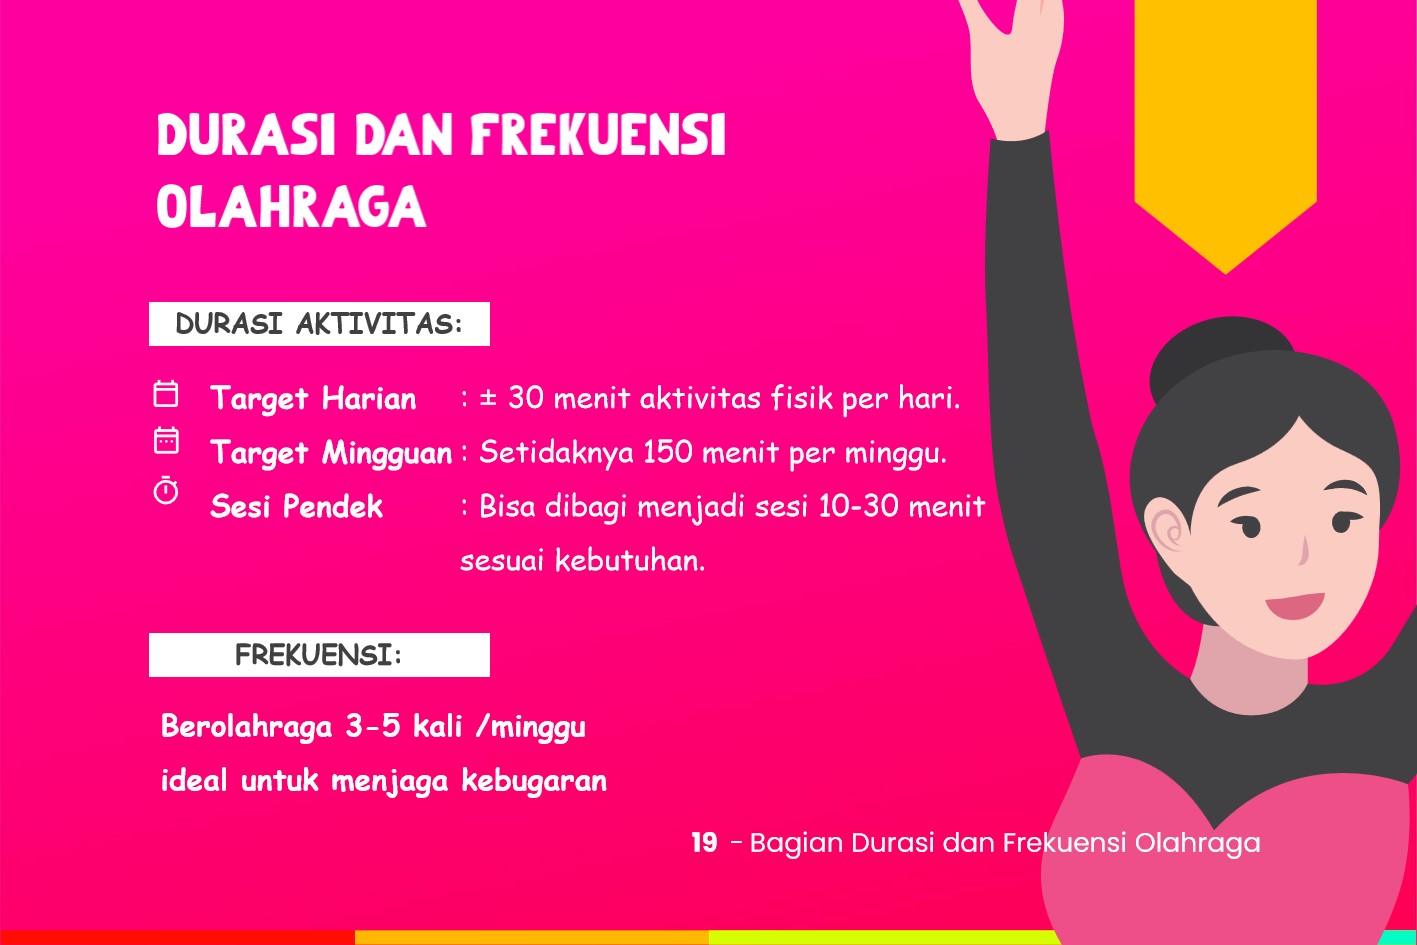 DURASI DAN FREKUENSI
OLAHRAGA
DURASI AKTIVITAS:
Target Harian : ± 30 menit aktivitas fisik per hari.
Target Mingguan : Setidaknya 150 menit per minggu.
Sesi Pendek : Bisa dibagi menjadi sesi 10-30 menit
sesuai kebutuhan.
FREKUENSI:
Berolahraga 3-5 kali /minggu
ideal untuk menjaga kebugaran
19 - Bagian Durasi dan Frekuensi Olahraga